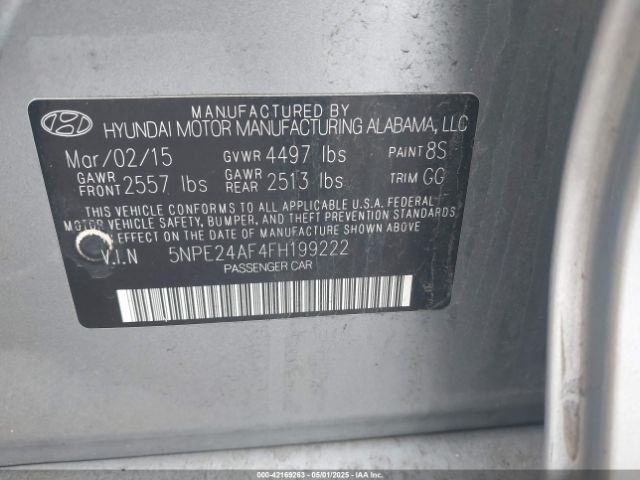 MANUFACTURED BY
HYUNDAI MOTOR MANUFACTURING ALABAMA, LLC
Mar/02/15 GVWR 4497 lbs PAINT 8S
GAWR FRONT 2557 lbs GAWR REAR 2513 lbs TRIM GG
THIS VEHICLE CONFORMS TO ALL APPLICABLE U.S.A. FEDERAL
MOTOR VEHICLE SAFETY, BUMPER, AND THEFT PREVENTION STANDARDS
IN EFFECT ON THE DATE OF MANUFACTURE SHOWN ABOVE.
V.I.N 5NPE24AF4FH199222
PASSENGER CAR
000-42169263 - 05/01/2025 - Copyright © IAA, LLC